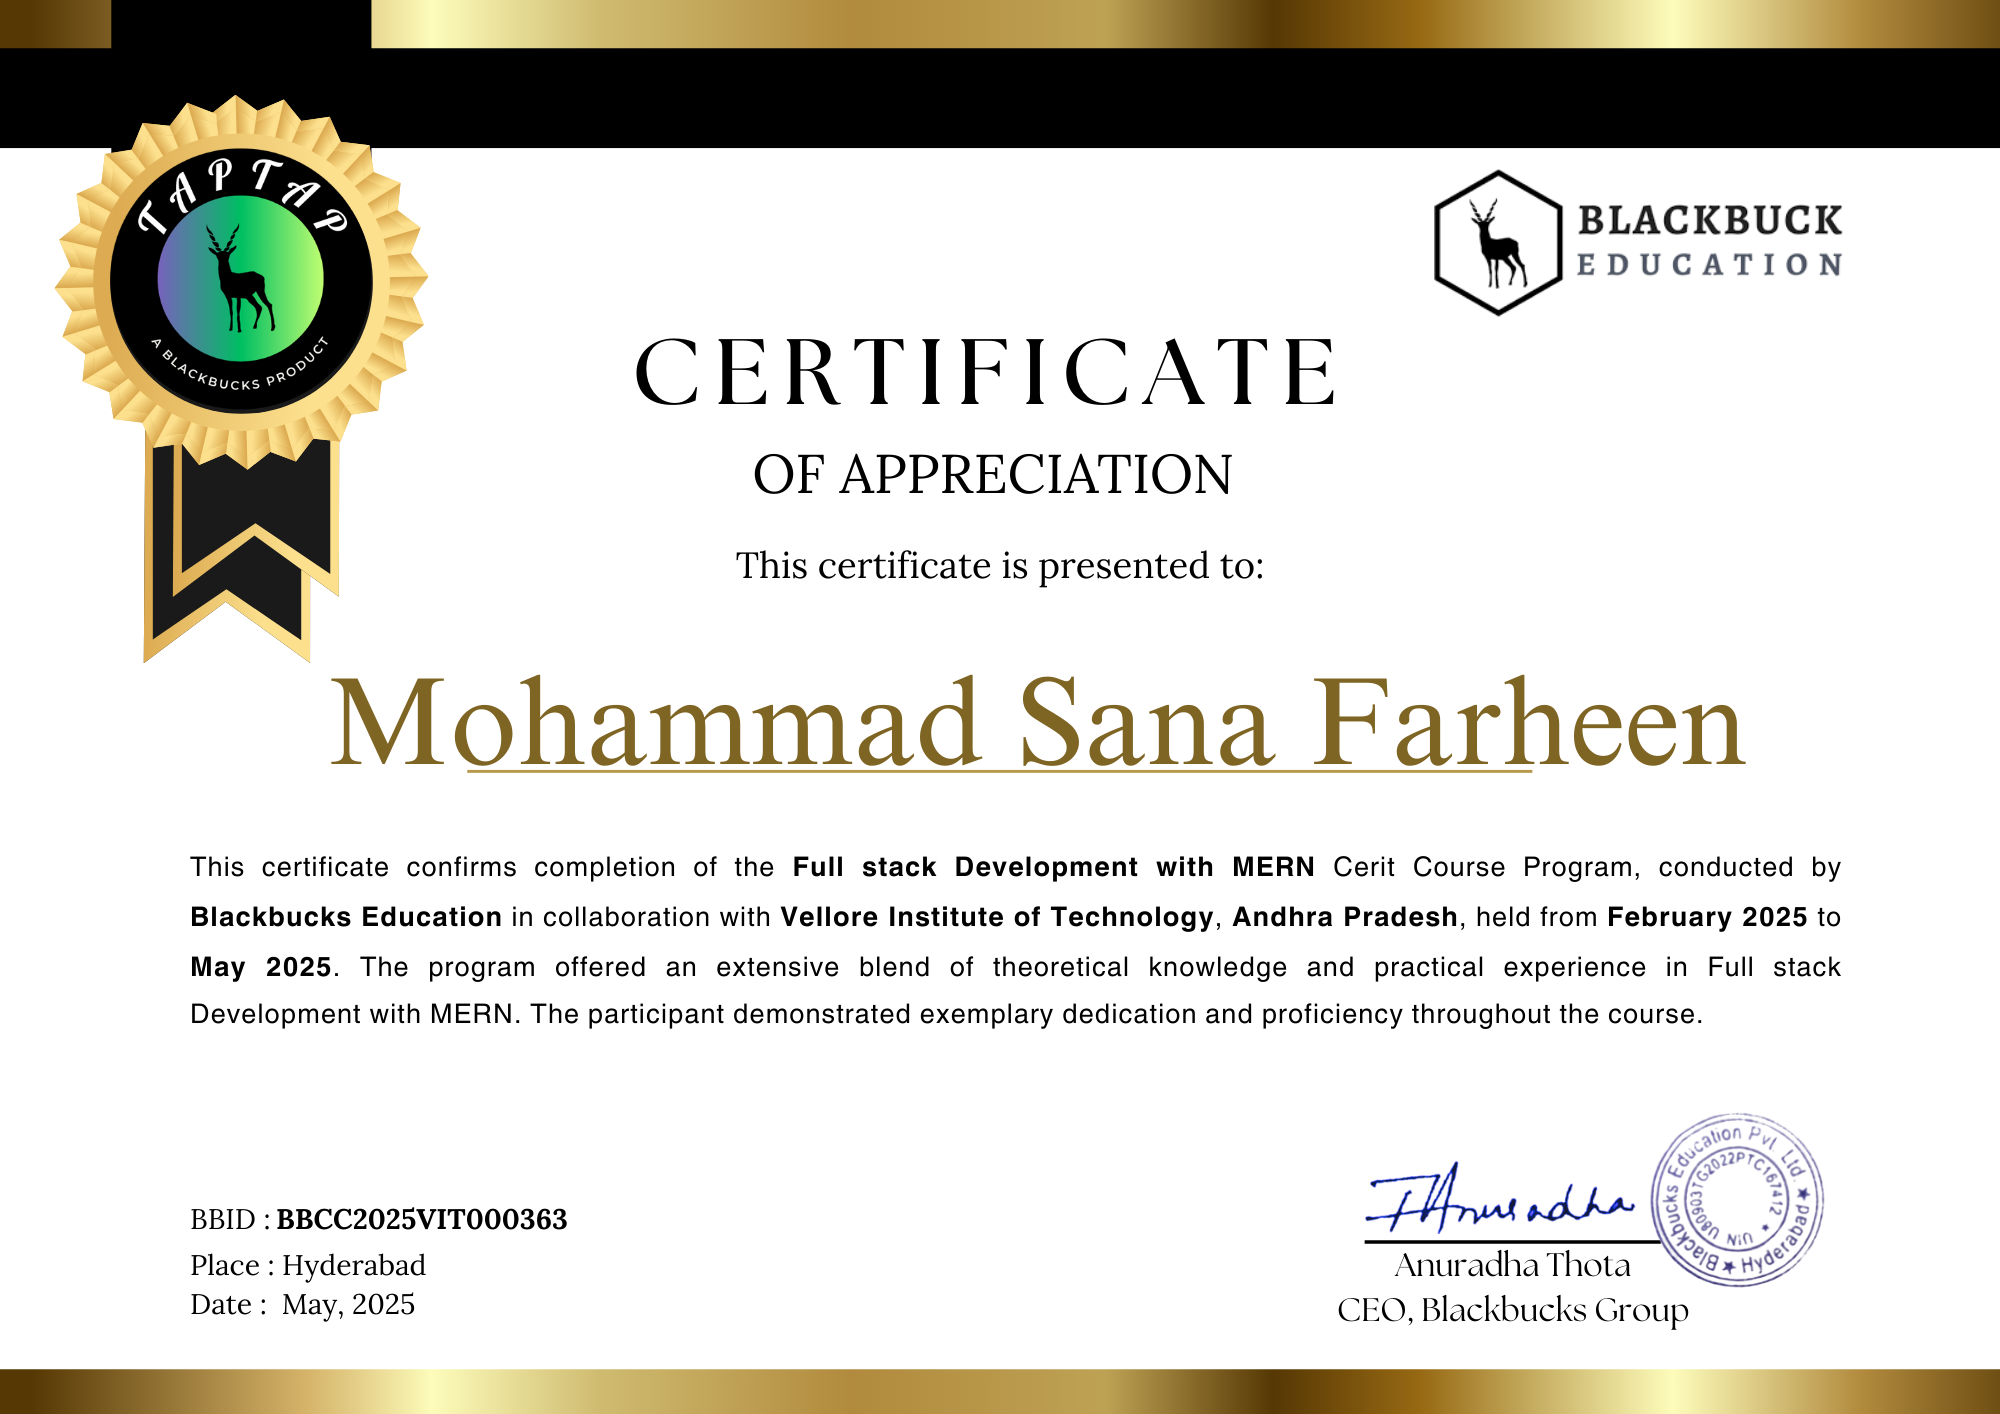 TAPTAP
A BLACKBUCKS PRODUCT
BLACKBUCK
EDUCATION
CERTIFICATE
OF APPRECIATION
This certificate is presented to:
Mohammad Sana Farheen
This certificate confirms completion of the Full stack Development with MERN Cerit Course Program, conducted by
Blackbucks Education in collaboration with Vellore Institute of Technology, Andhra Pradesh, held from February 2025 to
May 2025. The program offered an extensive blend of theoretical knowledge and practical experience in Full stack
Development with MERN. The participant demonstrated exemplary dedication and proficiency throughout the course.
BBID : BBCC2025VIT000363
Place : Hyderabad
Date : May, 2025
TAnuradha
Anuradha Thota
CEO, Blackbucks Group
Blackbucks Education Pvt. Ltd. ★ Hyderabad ★
UIN U80903TG2022PTC167412 ★